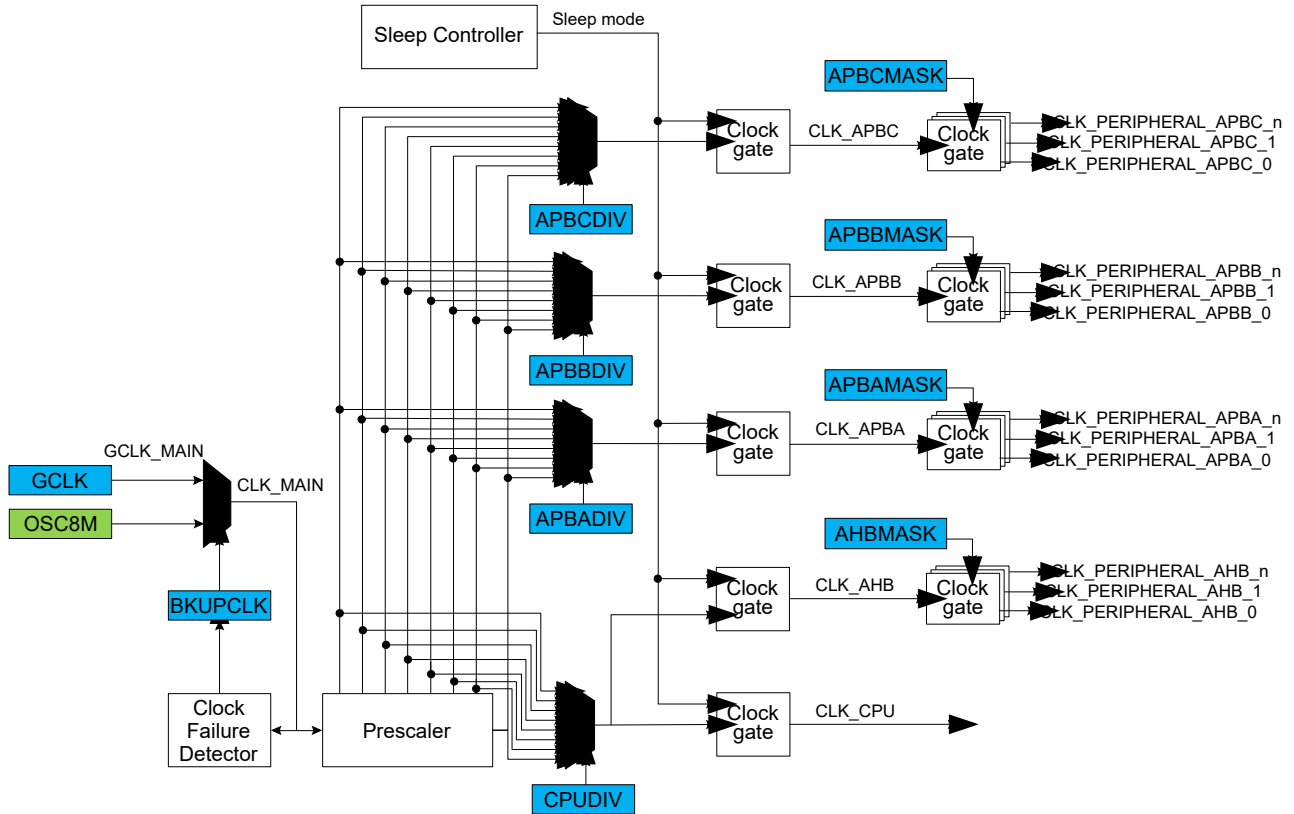 Sleep mode
Sleep Controller
APBCMASK
Clock
gate
CLK_APBC
Clock
gate
CLK_PERIPHERAL_APBC_n
CLK_PERIPHERAL_APBC_1
CLK_PERIPHERAL_APBC_0
APBCDIV
APBBMASK
Clock
gate
CLK_APBB
Clock
gate
CLK_PERIPHERAL_APBB_n
CLK_PERIPHERAL_APBB_1
CLK_PERIPHERAL_APBB_0
APBBDIV
APBAMASK
Clock
gate
CLK_APBA
Clock
gate
CLK_PERIPHERAL_APBA_n
CLK_PERIPHERAL_APBA_1
CLK_PERIPHERAL_APBA_0
GCLK_MAIN
GCLK
CLK_MAIN
OSC8M
APBADIV
AHBMASK
BKUPCLK
Clock
gate
CLK_AHB
Clock
gate
CLK_PERIPHERAL_AHB_n
CLK_PERIPHERAL_AHB_1
CLK_PERIPHERAL_AHB_0
Clock
Failure
Detector
Prescaler
Clock
gate
CLK_CPU
CPUDIV